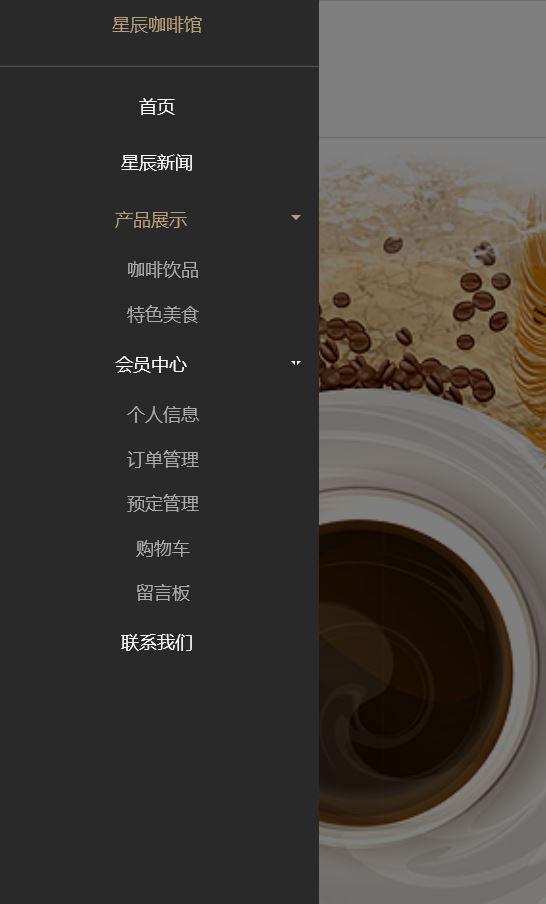 星辰咖啡馆
首页
星辰新闻
产品展示
咖啡饮品
特色美食
会员中心
个人信息
订单管理
预定管理
购物车
留言板
联系我们